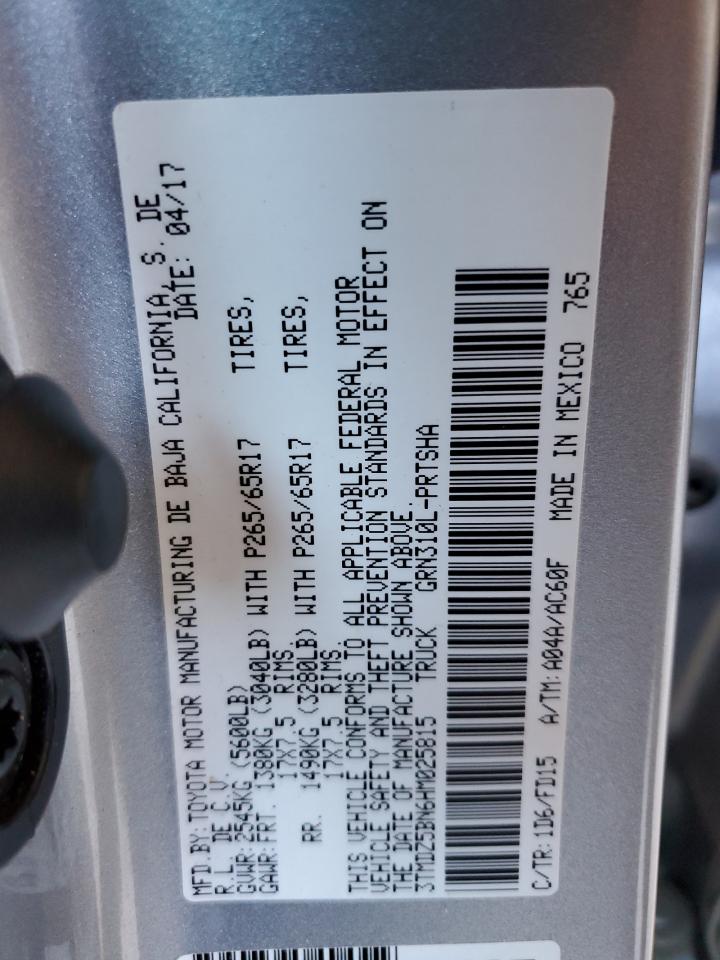 MFD.BY:TOYOTA MOTOR MANUFACTURING DE BAJA CALIFORNIA, S. DE
R.L. DE C.V. DATE: 04/17
GVWR:2545KG (5600LB)
GAWR:FRT. 1380KG (3040LB) WITH P265/65R17 TIRES,
17X7.5 RIMS.
RR. 1490KG (3280LB) WITH P265/65R17 TIRES,
17X7.5 RIMS.
THIS VEHICLE CONFORMS TO ALL APPLICABLE FEDERAL MOTOR
VEHICLE SAFETY AND THEFT PREVENTION STANDARDS IN EFFECT ON
THE DATE OF MANUFACTURE SHOWN ABOVE.
3TMDZ5BN6HM025815 TRUCK GRN310L-PRTSHA
C/TR:1D6/FD15 A/TM:A04A/AC60F MADE IN MEXICO 765